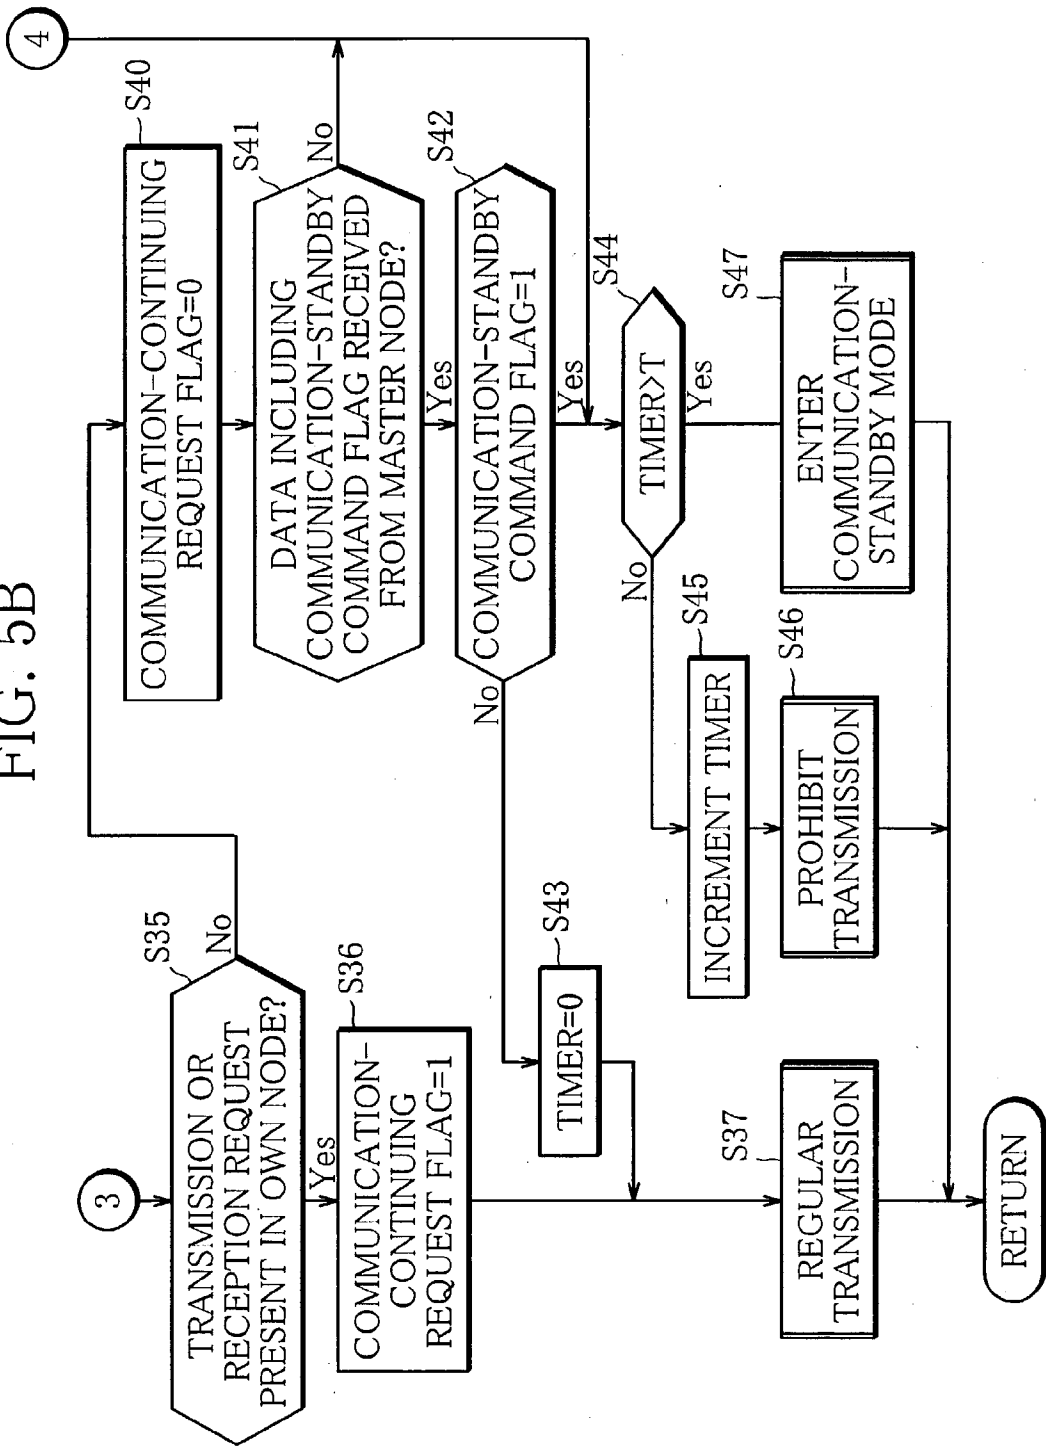 FIG. 5B
3
TRANSMISSION OR
RECEPTION REQUEST
PRESENT IN OWN NODE?
S35
No
Yes
COMMUNICATION-
CONTINUING
REQUEST FLAG=1
S36
4
COMMUNICATION-CONTINUING
REQUEST FLAG=0
S40
DATA INCLUDING
COMMUNICATION-STANDBY
COMMAND FLAG RECEIVED
FROM MASTER NODE?
S41
No
Yes
COMMUNICATION-STANDBY
COMMAND FLAG=1
S42
No
Yes
TIMER=0
S43
TIMER>T
S44
No
Yes
INCREMENT TIMER
S45
REGULAR
TRANSMISSION
S37
PROHIBIT
TRANSMISSION
S46
ENTER
COMMUNICATION-
STANDBY MODE
S47
RETURN